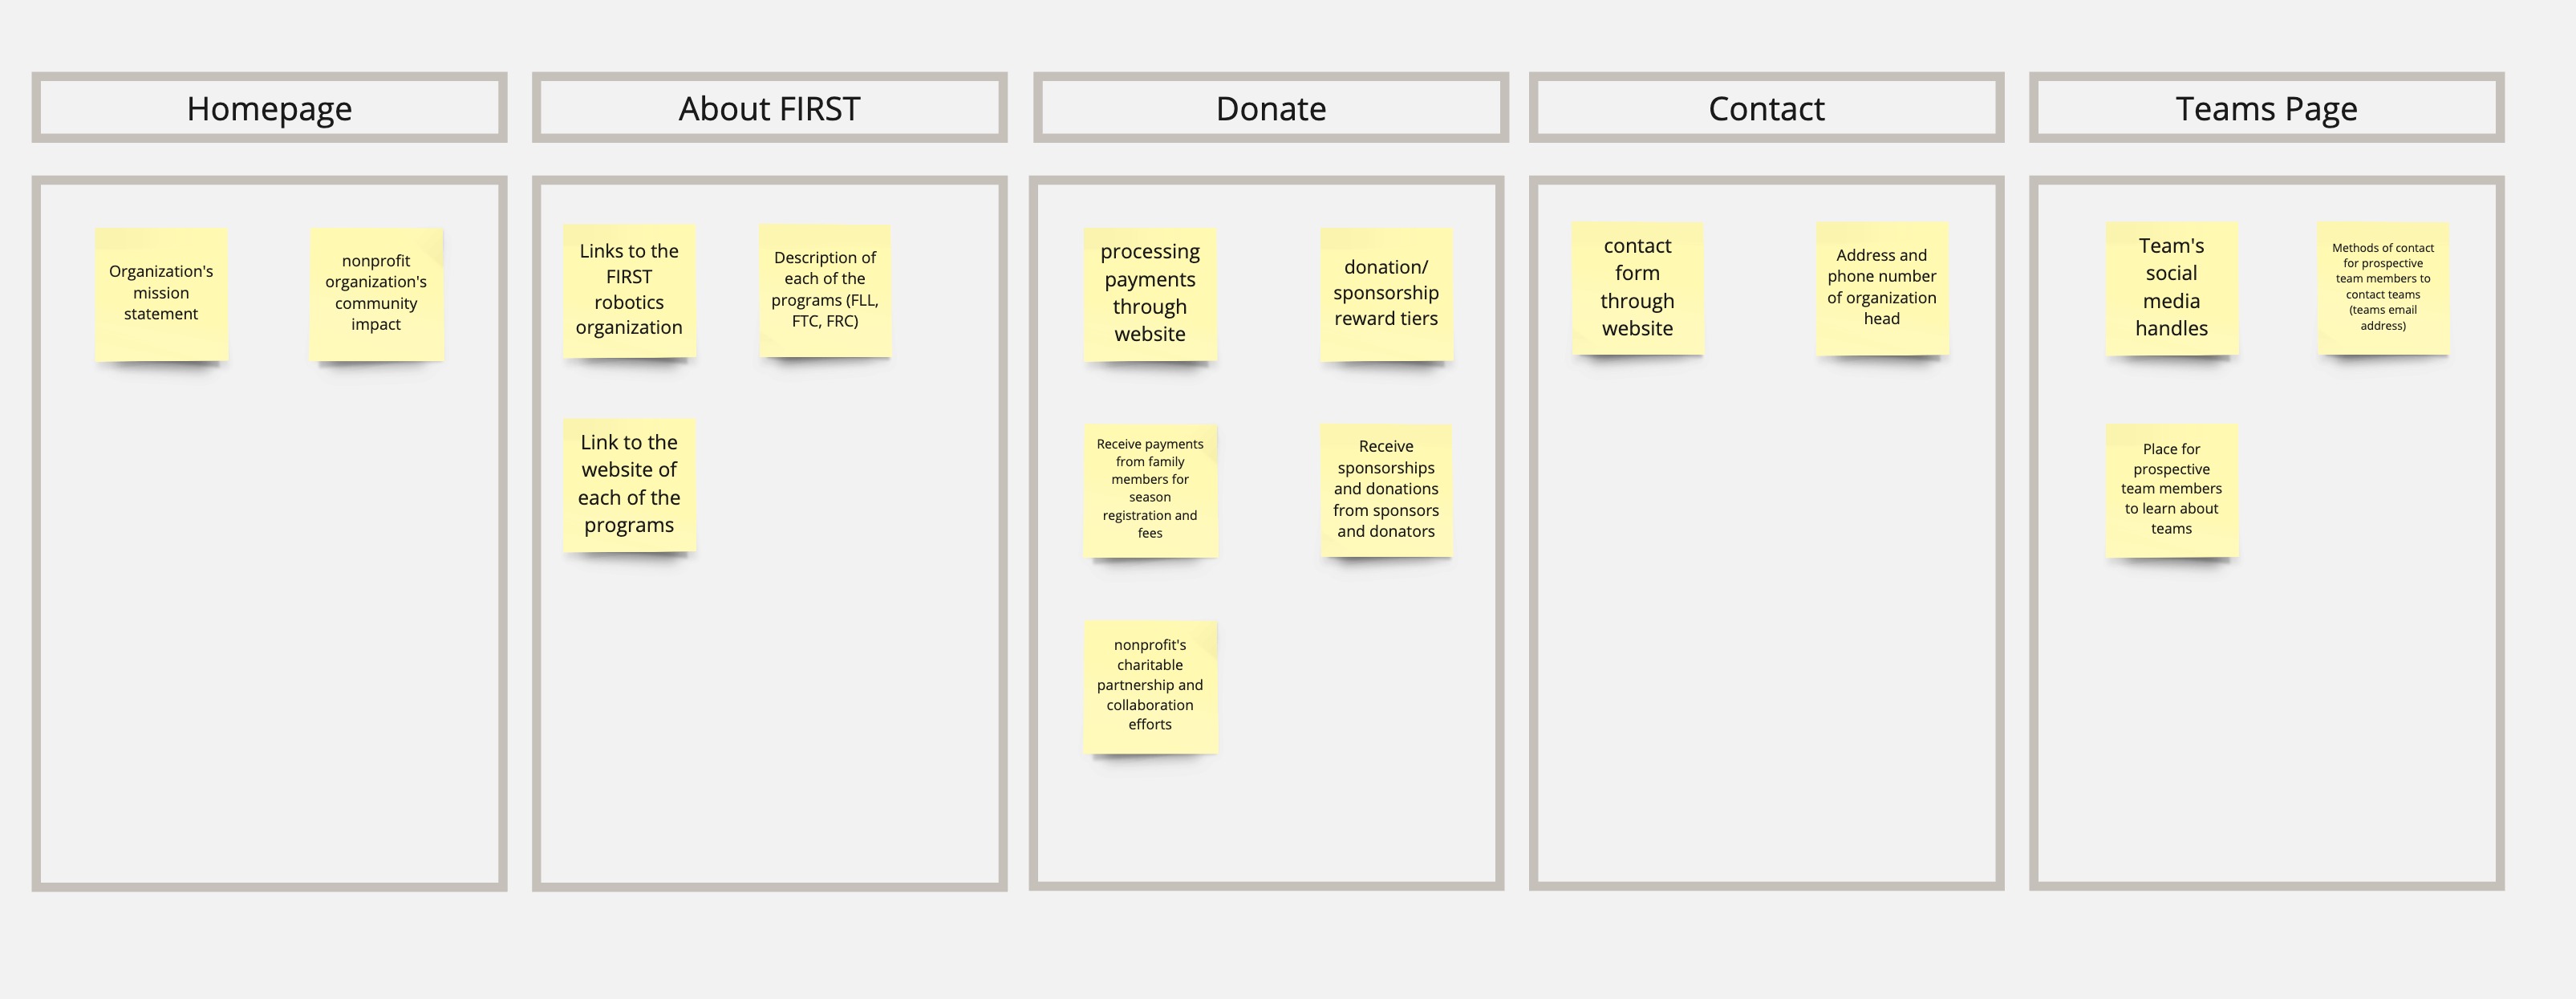 Homepage
About FIRST
Donate
Contact
Teams Page
Organization's
mission
statement
nonprofit
organization's
community
impact
Links to the
FIRST
robotics
organization
Description of
each of the
programs (FLL,
FTC, FRC)
Link to the
website of
each of the
programs
processing
payments
through
website
donation/
sponsorship
reward tiers
Receive payments
from family
members for
season
registration and
fees
Receive
sponsorships
and donations
from sponsors
and donators
nonprofit's
charitable
partnership and
collaboration
efforts
contact
form
through
website
Address and
phone number
of organization
head
Team's
social
media
handles
Methods of contact
for prospective
team members to
contact teams
(teams email
address)
Place for
prospective
team members
to learn about
teams